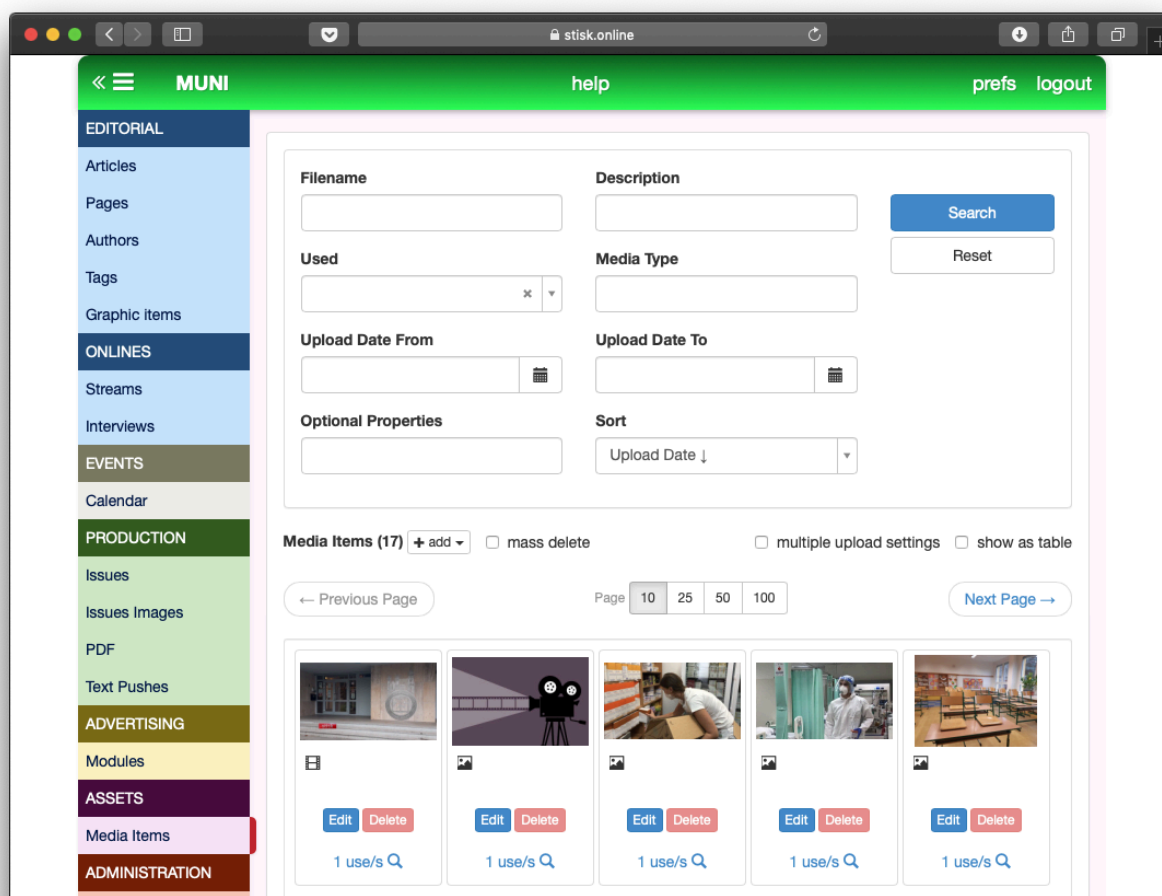 stisk.online
MUNI help prefs logout
EDITORIAL
Articles
Pages
Authors
Tags
Graphic items
ONLINES
Streams
Interviews
EVENTS
Calendar
PRODUCTION
Issues
Issues Images
PDF
Text Pushes
ADVERTISING
Modules
ASSETS
Media Items
ADMINISTRATION
Filename Description
Search
Used Media Type
Reset
Upload Date From Upload Date To
Optional Properties Sort
Upload Date ↓
Media Items (17) + add mass delete multiple upload settings show as table
← Previous Page Page 10 25 50 100 Next Page →
Edit Delete Edit Delete Edit Delete Edit Delete Edit Delete
1 use/s 1 use/s 1 use/s 1 use/s 1 use/s